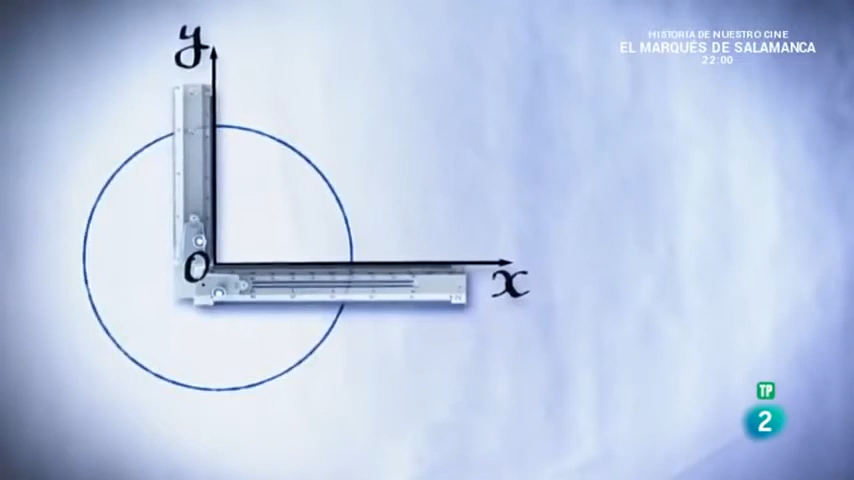 HISTORIA DE NUESTRO CINE
EL MARQUÉS DE SALAMANCA
22:00
y
O
x
TP
2